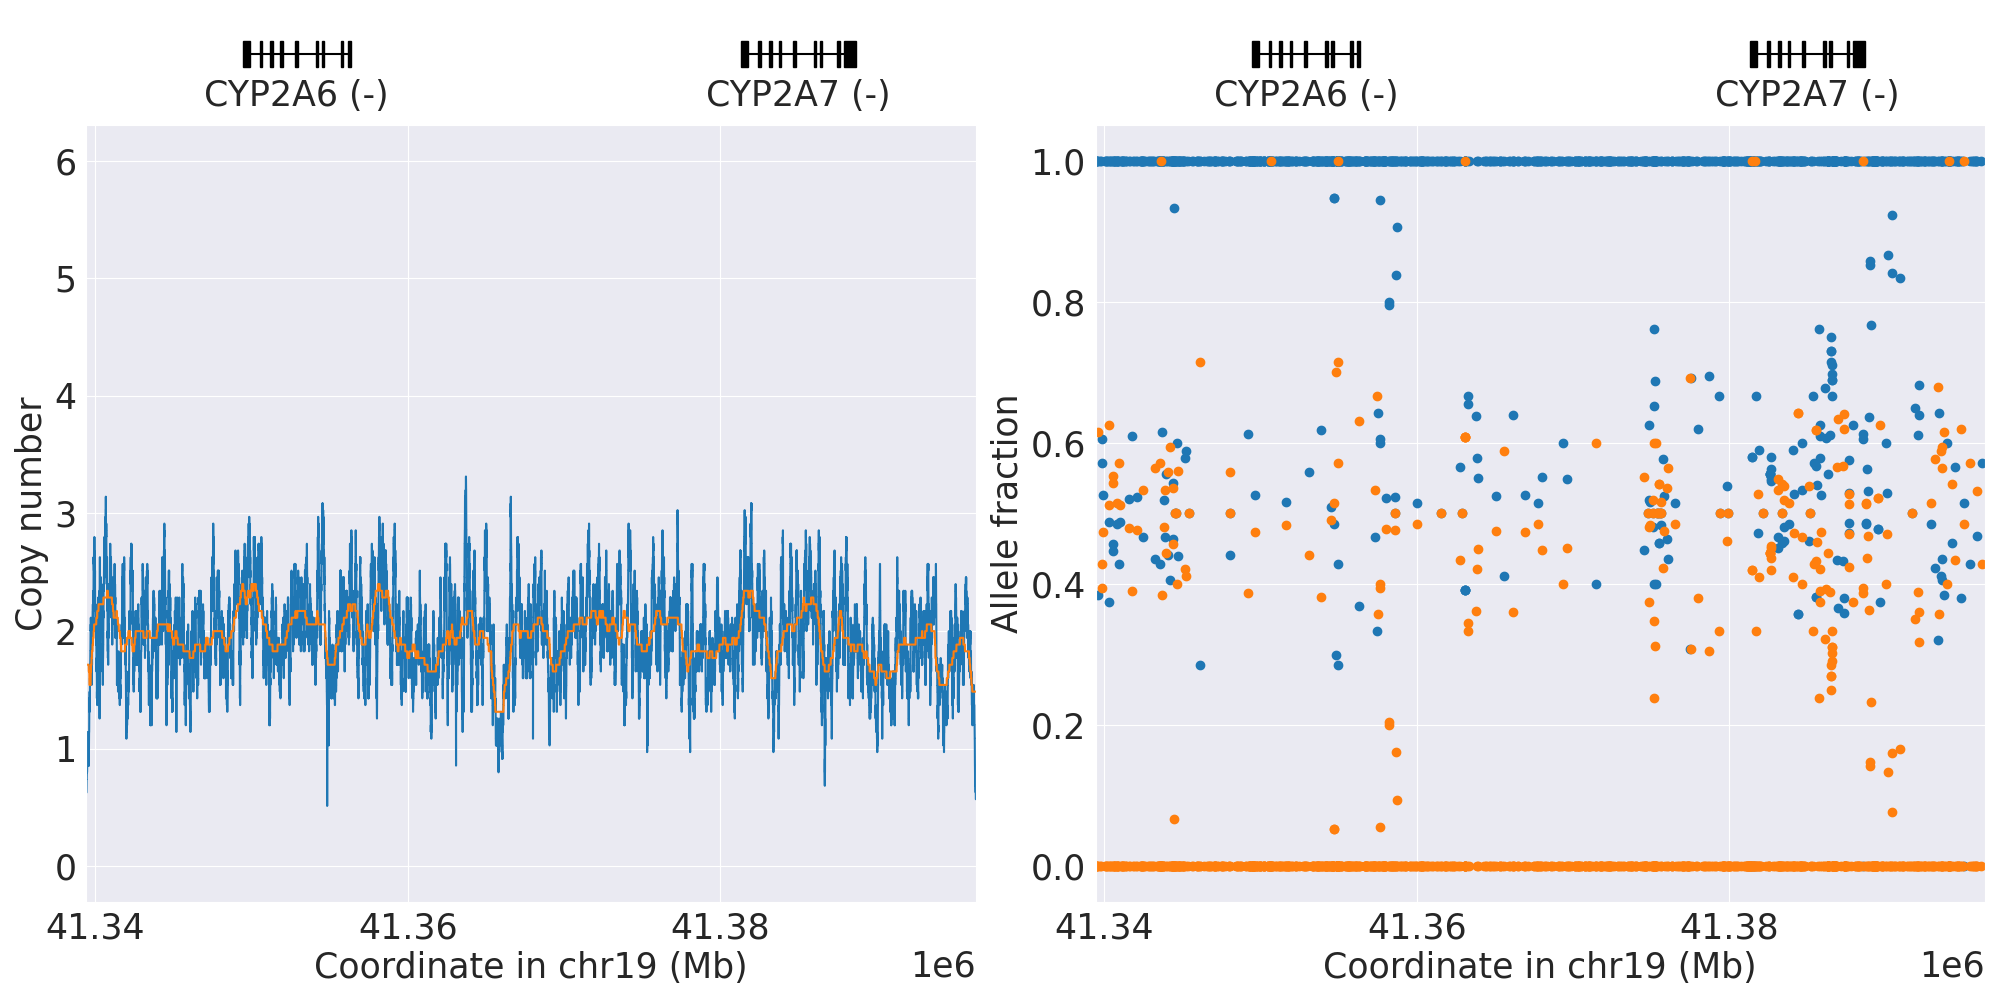 CYP2A6 (-) CYP2A7 (-)
6
5
4
3
2
1
0
Copy number
41.34 41.36 41.38
Coordinate in chr19 (Mb) 1e6
CYP2A6 (-) CYP2A7 (-)
1.0
0.8
0.6
0.4
0.2
0.0
Allele fraction
41.34 41.36 41.38
Coordinate in chr19 (Mb) 1e6